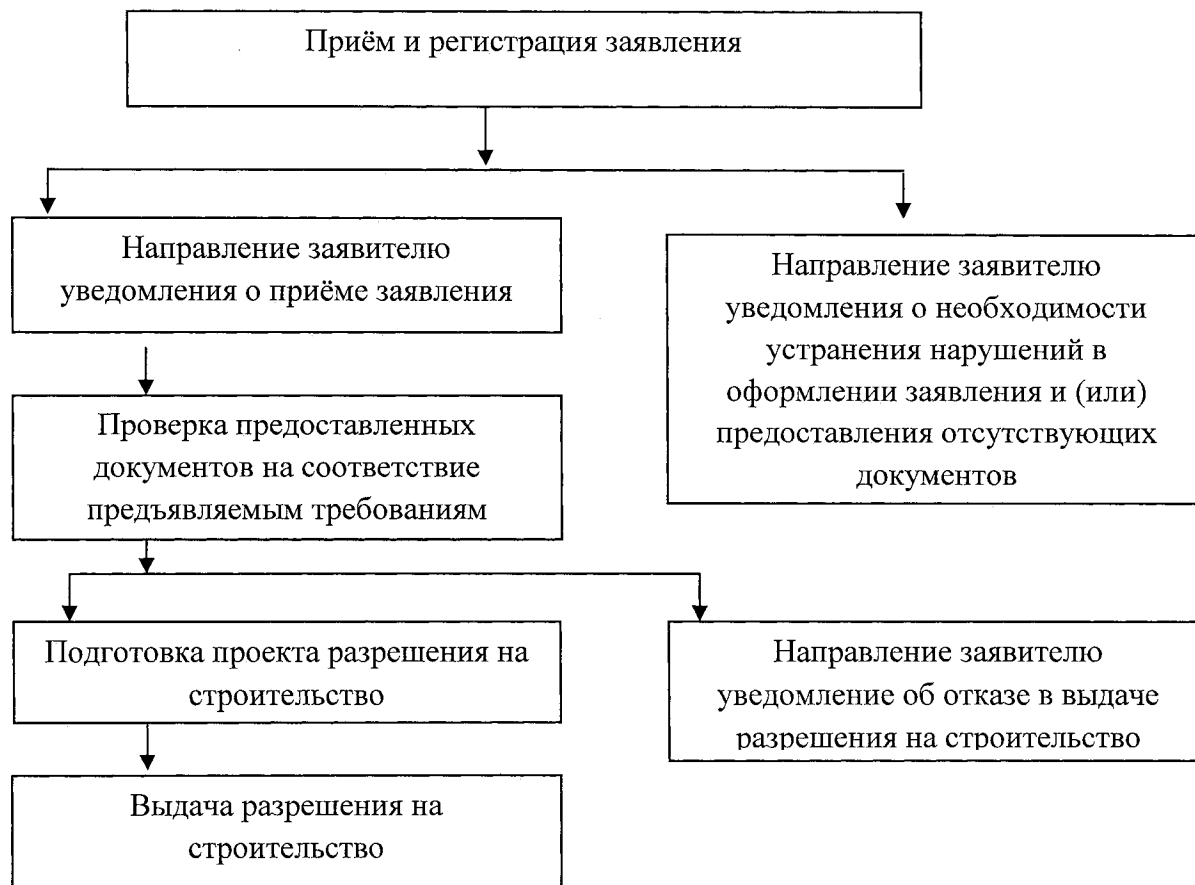 Приём и регистрация заявления
Направление заявителю
уведомления о приёме заявления
Направление заявителю
уведомления о необходимости
устранения нарушений в
оформлении заявления и (или)
предоставления отсутствующих
документов
Проверка предоставленных
документов на соответствие
предъявляемым требованиям
Подготовка проекта разрешения на
строительство
Направление заявителю
уведомление об отказе в выдаче
разрешения на строительство
Выдача разрешения на
строительство